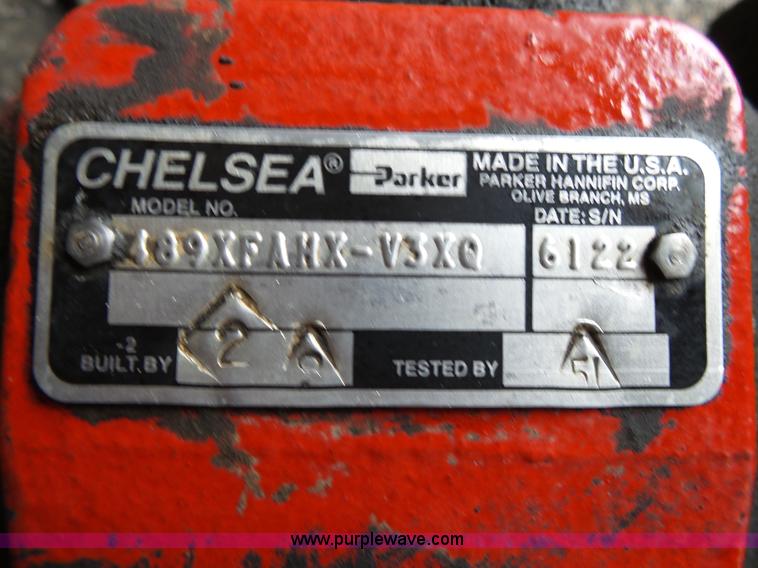 CHELSEA® Parker MADE IN THE U.S.A.
PARKER HANNIFIN CORP.
OLIVE BRANCH, MS
MODEL NO. DATE: S/N
489XFAHX-V3XQ 6122
-2
BUILT.BY 2 TESTED BY 51
www.purplewave.com